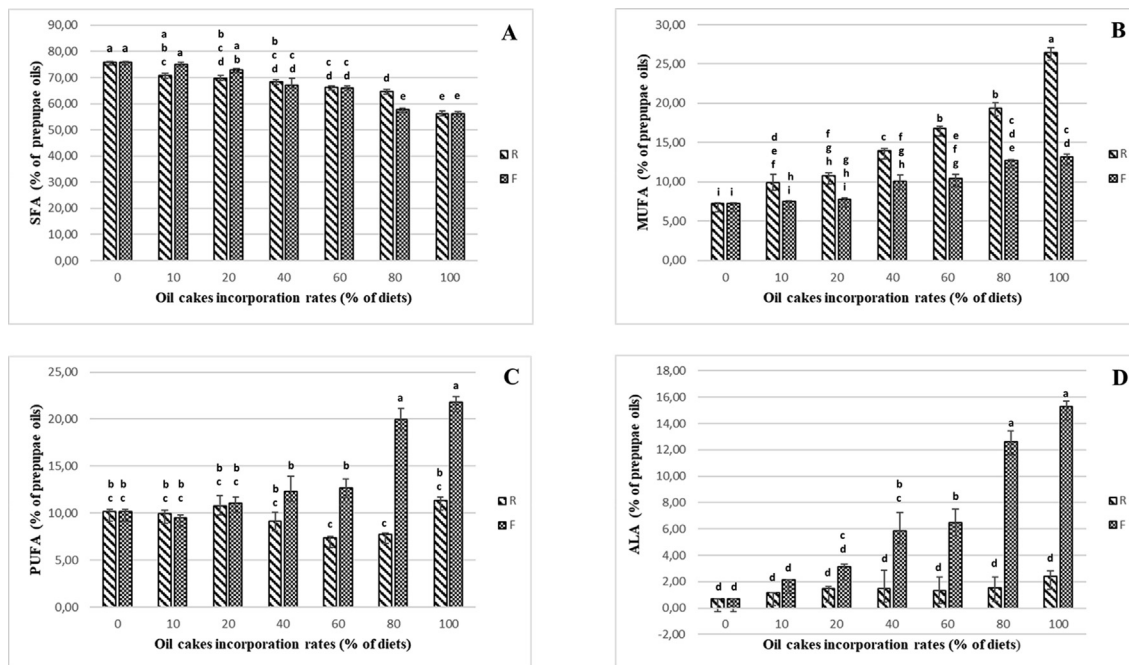 A
SFA (% of prepupae oils)
90,00
80,00
70,00
60,00
50,00
40,00
30,00
20,00
10,00
0,00
a a
a b c
a
b c d
a b
b c d
c d
c d
c d
d
e
e e
0 10 20 40 60 80 100
Oil cakes incorporation rates (% of diets)
R
F
B
MUFA (% of prepupae oils)
30,00
25,00
20,00
15,00
10,00
5,00
0,00
i i
d e f
h i
f g h
g h i
c
f g h
b
e f g
b
c d e
a
c d
0 10 20 40 60 80 100
Oil cakes incorporation rates (% of diets)
R
F
C
PUFA (% of prepupae oils)
25,00
20,00
15,00
10,00
5,00
0,00
b c
b c
b c
b c
b c
b c
b c
b
c
b
c
a
b c
a
0 10 20 40 60 80 100
Oil cakes incorporation rates (% of diets)
R
F
D
ALA (% of prepupae oils)
18,00
16,00
14,00
12,00
10,00
8,00
6,00
4,00
2,00
0,00
-2,00
d d
d d
d
c d
d
b c
d
b
d
a
d
a
0 10 20 40 60 80 100
Oil cakes incorporation rates (% of diets)
R
F